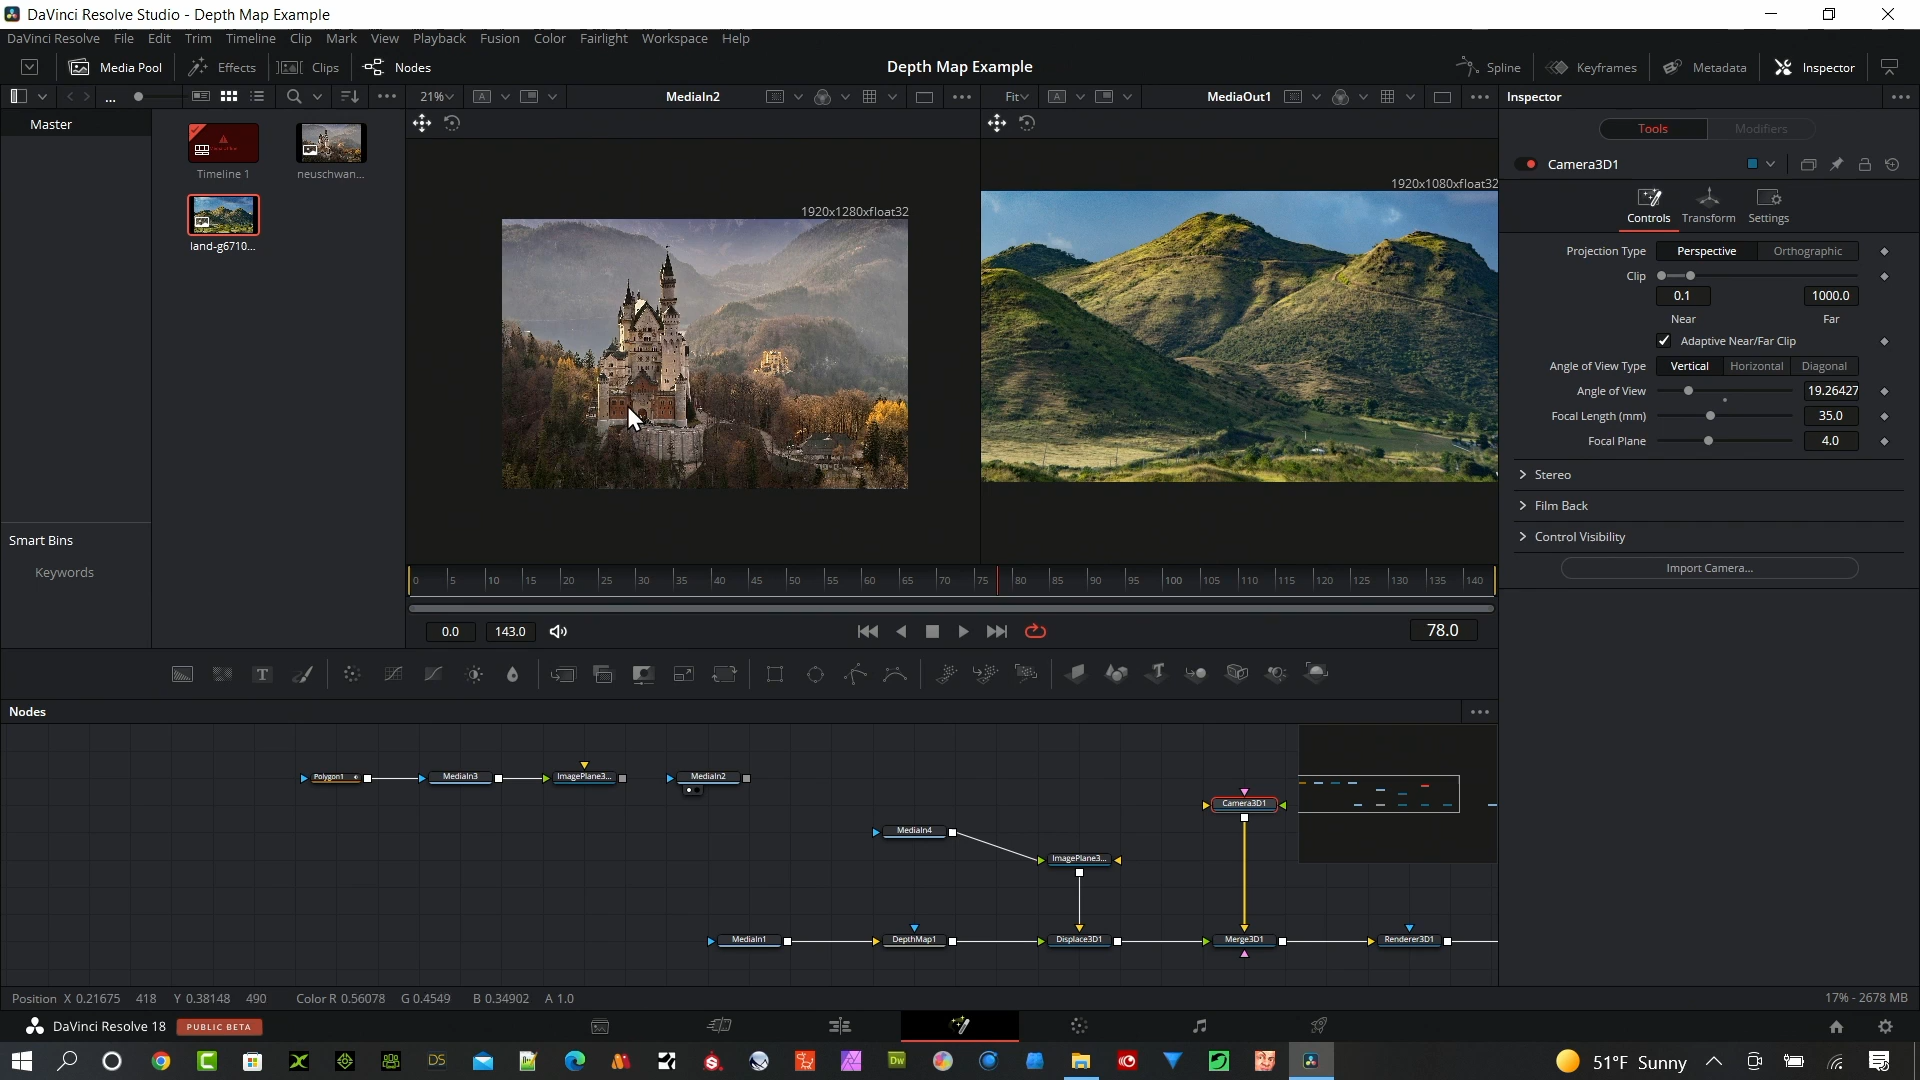 DaVinci Resolve Studio - Depth Map Example
DaVinci Resolve File Edit Trim Timeline Clip Mark View Playback Fusion Color Fairlight Workspace Help
Media Pool Effects Clips Nodes Depth Map Example Spline Keyframes Metadata Inspector
21% MediaIn2 Fit MediaOut1 Inspector
Master
Timeline 1
neuschwan...
land-g6710...
Smart Bins
Keywords
1920x1280xfloat32
1920x1080xfloat32
Tools Modifiers
Camera3D1
Controls Transform Settings
Projection Type Perspective Orthographic
Clip
0.1 1000.0
Near Far
Adaptive Near/Far Clip
Angle of View Type Vertical Horizontal Diagonal
Angle of View 19.26427
Focal Length (mm) 35.0
Focal Plane 4.0
Stereo
Film Back
Control Visibility
Import Camera...
0 5 10 15 20 25 30 35 40 45 50 55 60 65 70 75 80 85 90 95 100 105 110 115 120 125 130 135 140
0.0 143.0 78.0
Nodes
Polygon1 MediaIn3 ImagePlane3... MediaIn2
Camera3D1
MediaIn4
ImagePlane3...
MediaIn1 DepthMap1 Displace3D1 Merge3D1 Renderer3D1
Position X 0.21675 418 Y 0.38148 490 Color R 0.56078 G 0.4549 B 0.34902 A 1.0 17% - 2678 MB
DaVinci Resolve 18 PUBLIC BETA
DS Dw 51°F Sunny